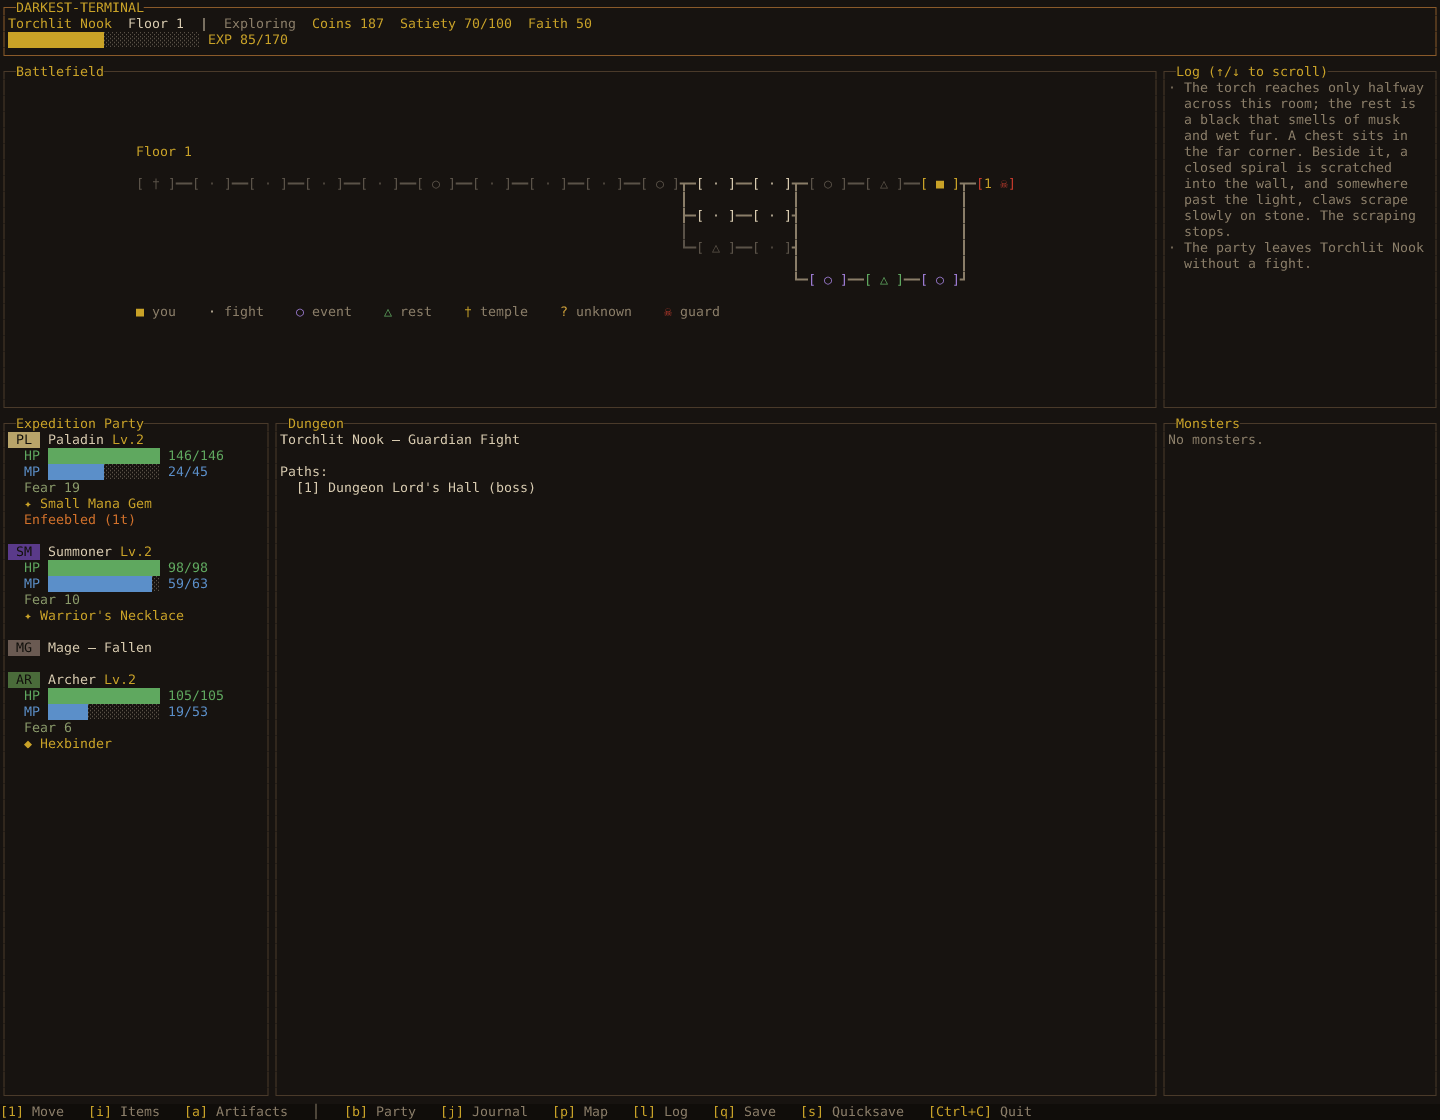 DARKEST-TERMINAL
Torchlit Nook  Floor 1  |  Exploring  Coins 187  Satiety 70/100  Faith 50
EXP 85/170
Battlefield
Floor 1
[ † ]━━[ · ]━━[ · ]━━[ · ]━━[ · ]━━[ ○ ]━━[ · ]━━[ · ]━━[ · ]━━[ ○ ]┳━[ · ]━━[ · ]┳━[ ○ ]━━[ △ ]━━[ ■ ]┳━[1 ☠]
┣━[ · ]━━[ · ]┫
┗━[ △ ]━━[ · ]┫
┗━[ ○ ]━━[ △ ]━━[ ○ ]┛
■ you    · fight    ○ event    △ rest    † temple    ? unknown    ☠ guard
Log (↑/↓ to scroll)
· The torch reaches only halfway
across this room; the rest is
a black that smells of musk
and wet fur. A chest sits in
the far corner. Beside it, a
closed spiral is scratched
into the wall, and somewhere
past the light, claws scrape
slowly on stone. The scraping
stops.
· The party leaves Torchlit Nook
without a fight.
Expedition Party
PL Paladin Lv.2
HP 146/146
MP 24/45
Fear 19
✦ Small Mana Gem
Enfeebled (1t)
SM Summoner Lv.2
HP 98/98
MP 59/63
Fear 10
✦ Warrior's Necklace
MG Mage — Fallen
AR Archer Lv.2
HP 105/105
MP 19/53
Fear 6
◆ Hexbinder
Dungeon
Torchlit Nook — Guardian Fight
Paths:
[1] Dungeon Lord's Hall (boss)
Monsters
No monsters.
[1] Move   [i] Items   [a] Artifacts   │   [b] Party   [j] Journal   [p] Map   [l] Log   [q] Save   [s] Quicksave   [Ctrl+C] Quit